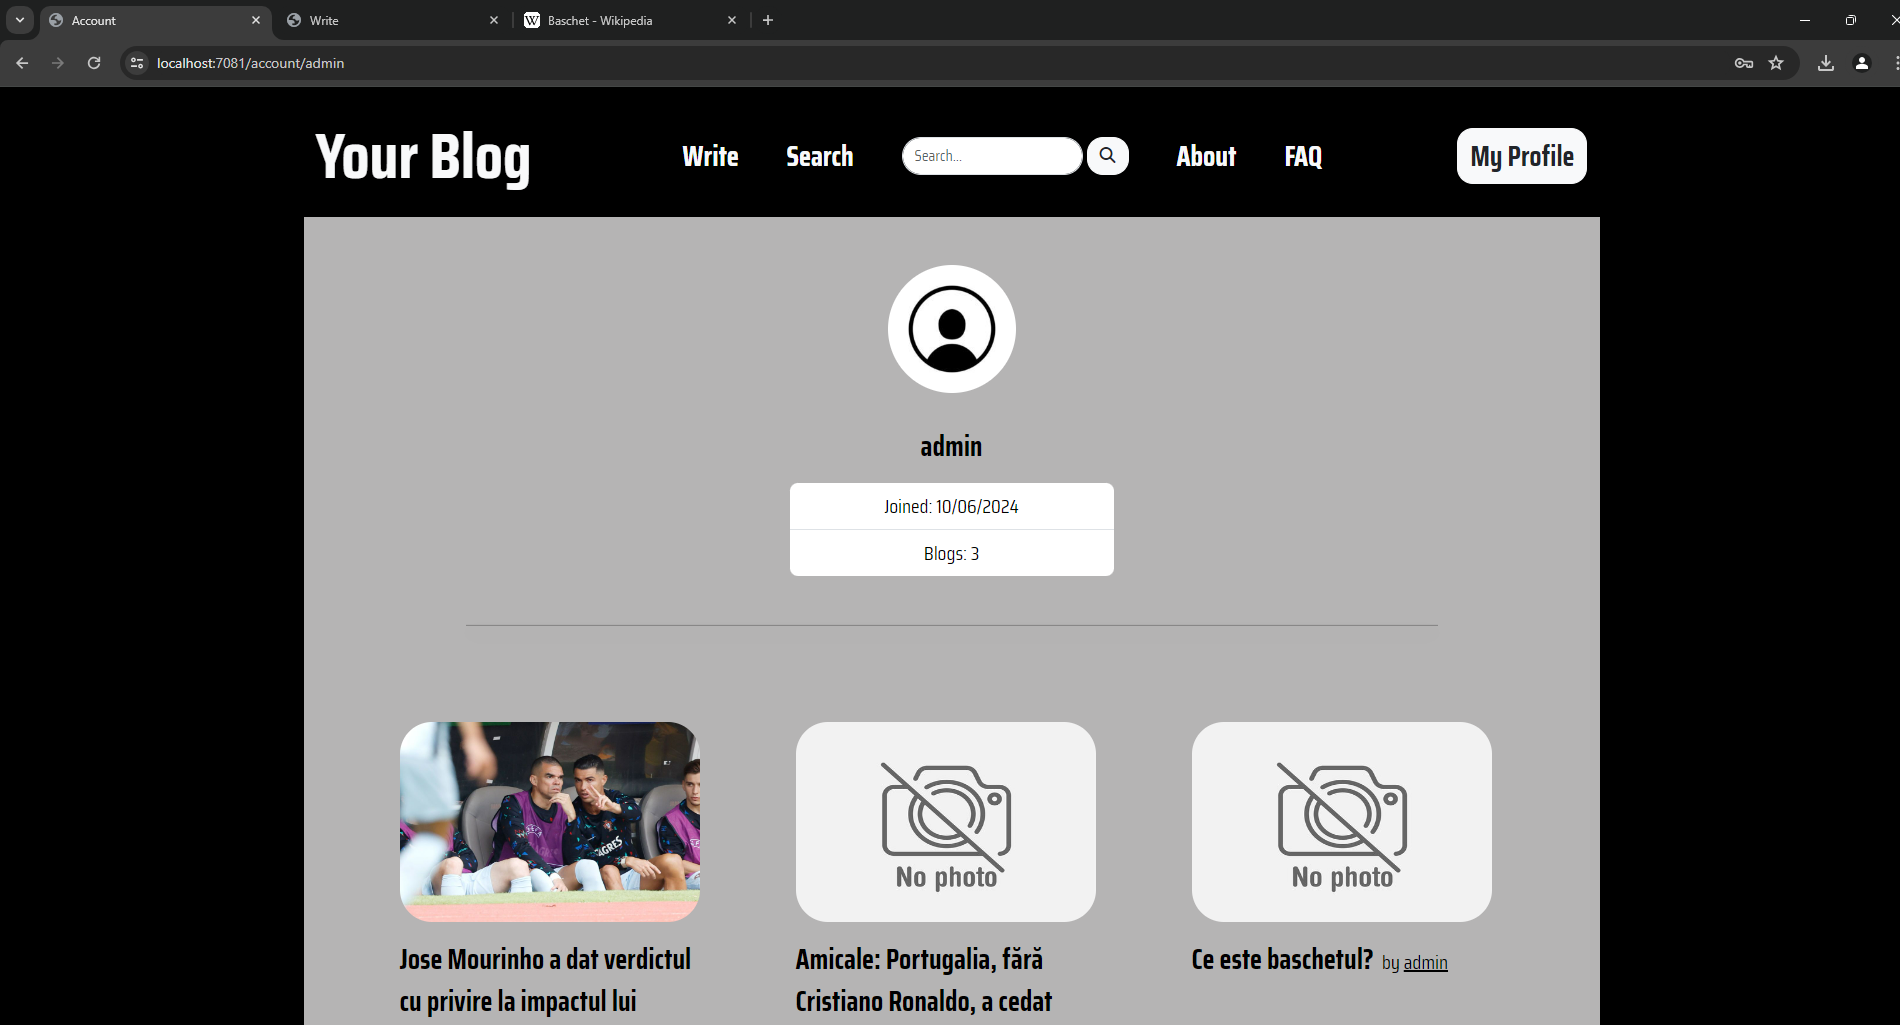 Account
Write
Baschet - Wikipedia
localhost:7081/account/admin
Your Blog
Write
Search
Search...
About
FAQ
My Profile
admin
Joined: 10/06/2024
Blogs: 3
AGRES
No photo
No photo
Jose Mourinho a dat verdictul
cu privire la impactul lui
Amicale: Portugalia, fără
Cristiano Ronaldo, a cedat
Ce este baschetul? by admin